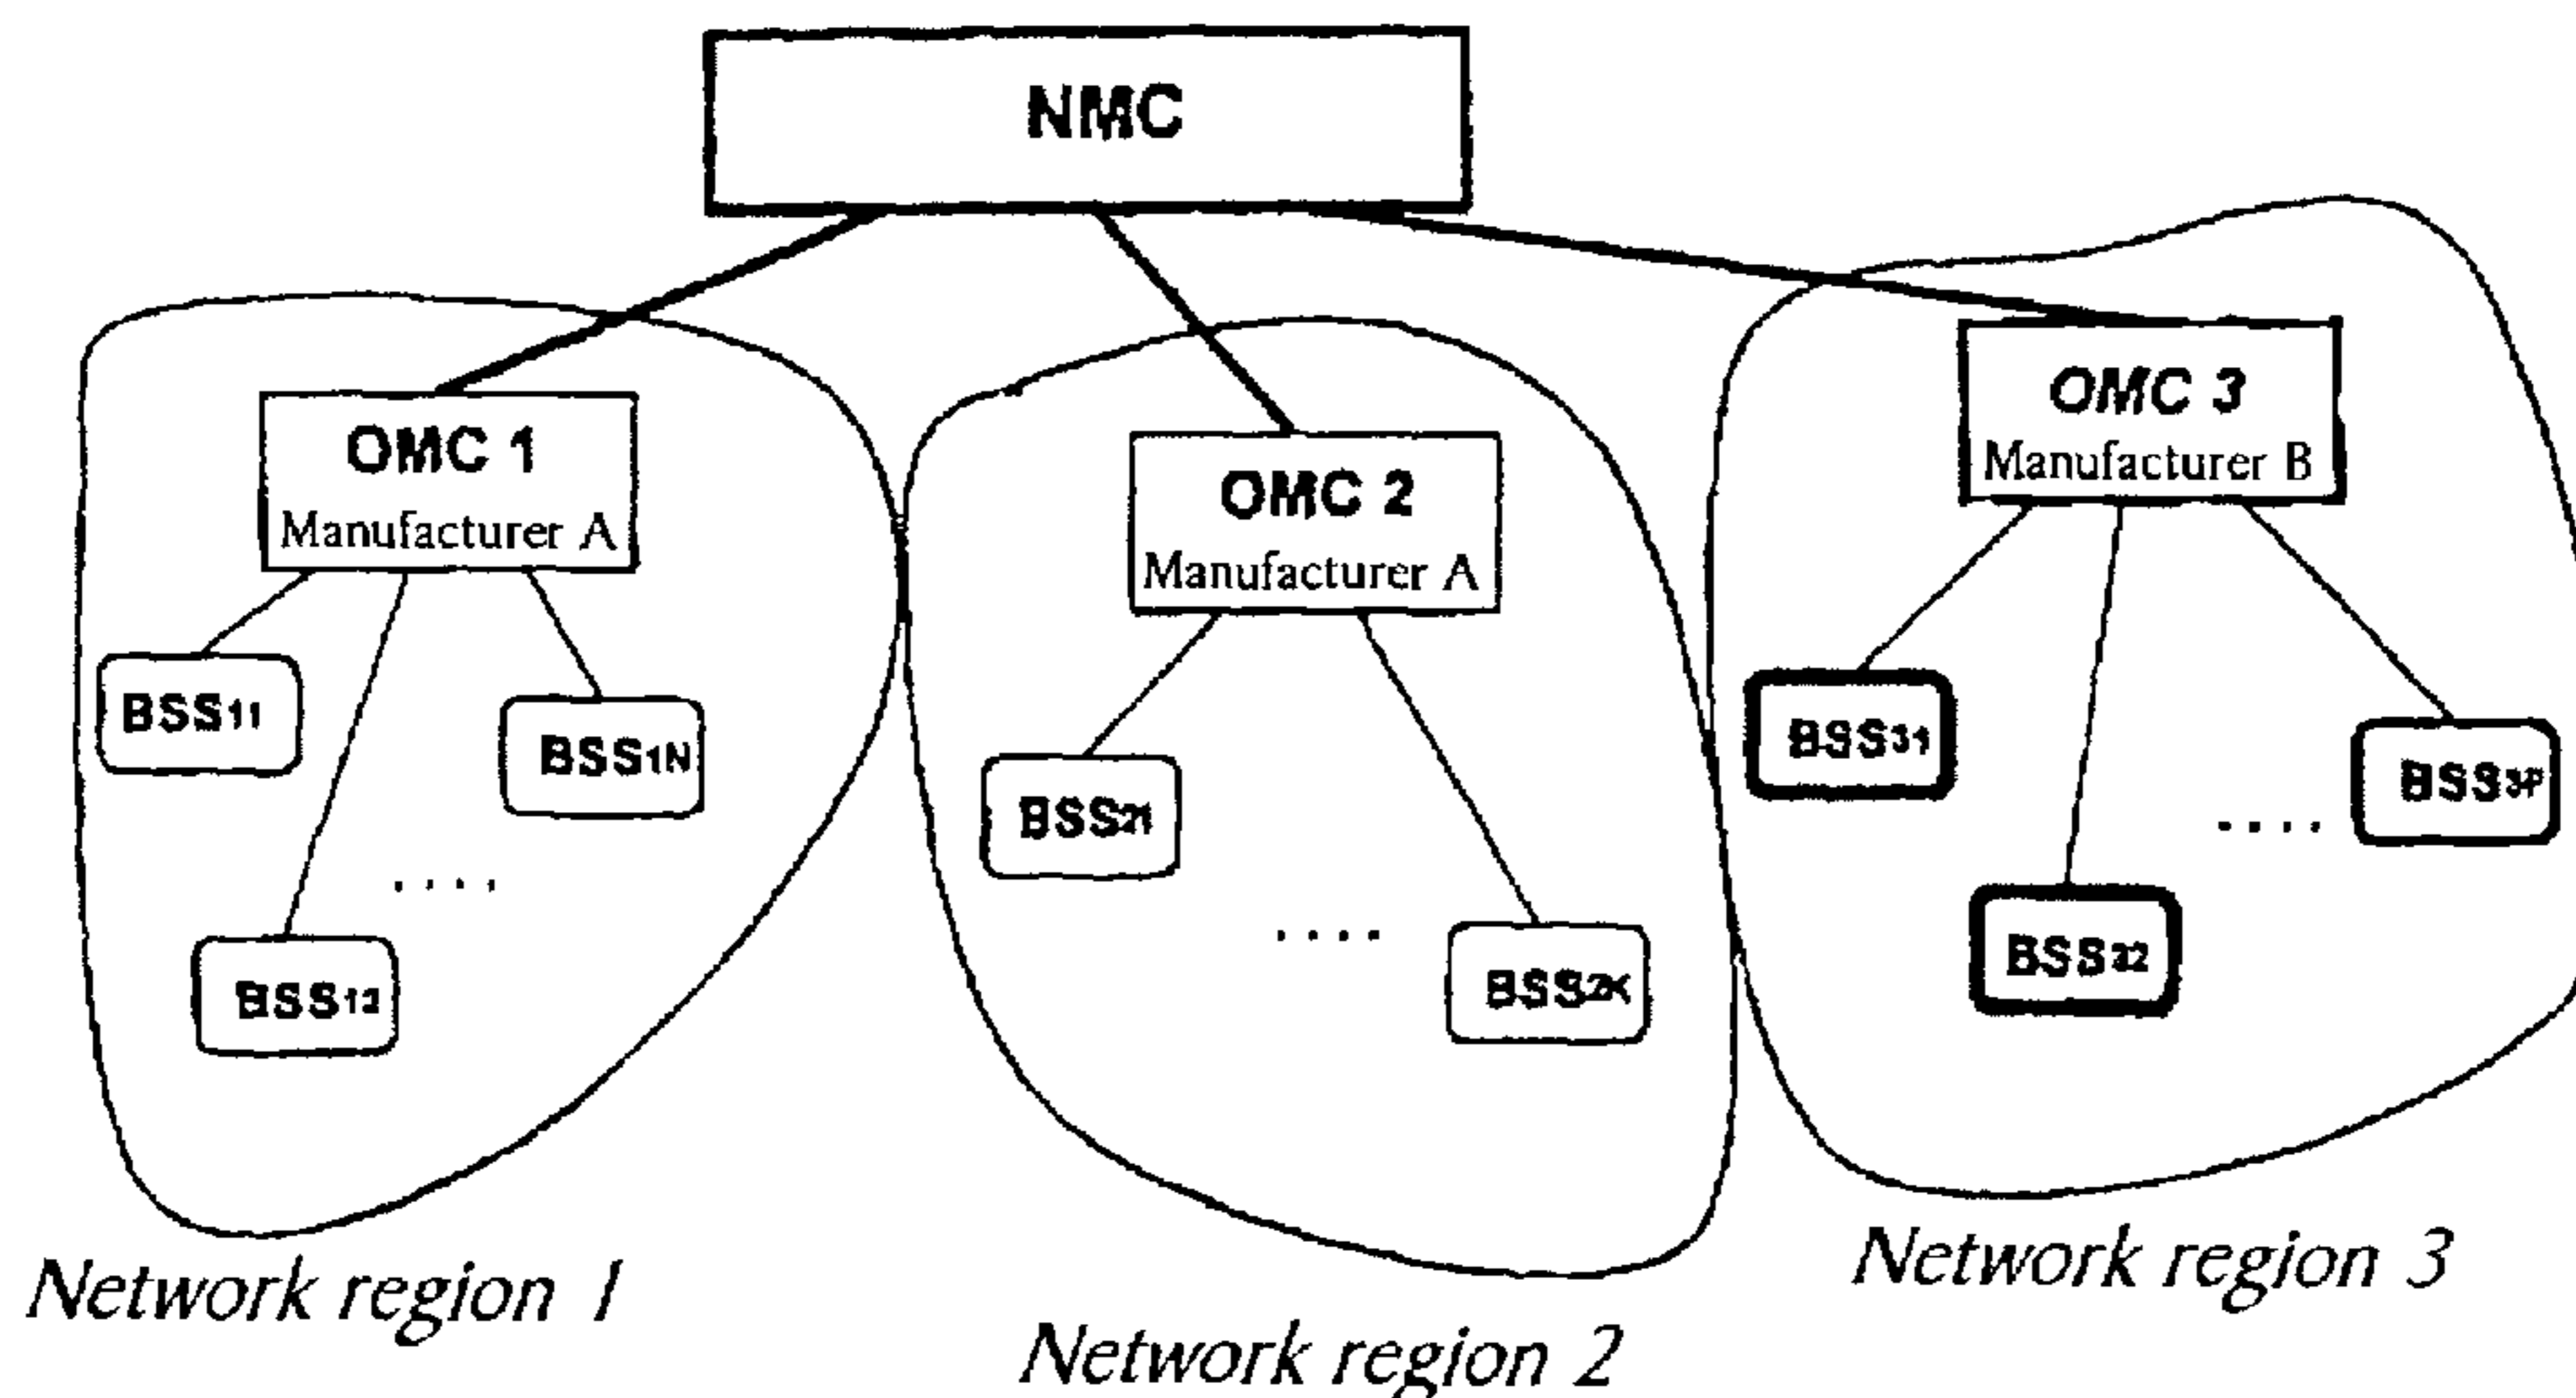 NMC
OMC 1
Manufacturer A
OMC 2
Manufacturer A
OMC 3
Manufacturer B
BSS11
BSS1N
....
BSS12
BSS21
....
BSS2K
BSS31
BSS3P
....
BSS32
Network region 1
Network region 2
Network region 3